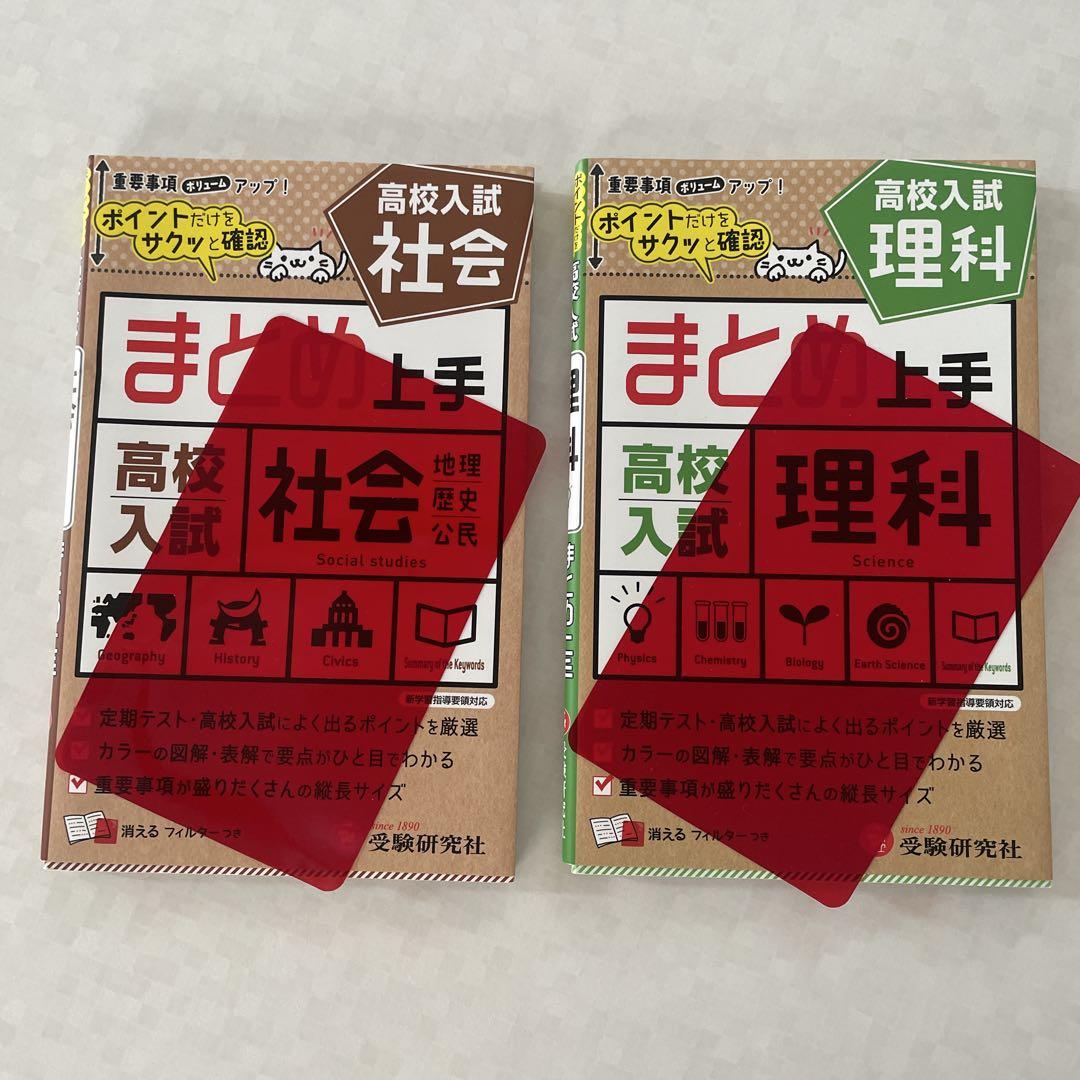 重要事項 ボリューム アップ！
ポイントだけを
サクッと確認
高校入試
社会
まとめ上手
高校
入試
社会
地理
歴史
公民
Social studies
Geography
History
Civics
Summary of the Keywords
新学習指導要領対応
定期テスト・高校入試によく出るポイントを厳選
カラーの図解・表解で要点がひと目でわかる
重要事項が盛りだくさんの縦長サイズ
消える フィルターつき
since 1890
受験研究社
重要事項 ボリューム アップ！
ポイントだけを
サクッと確認
高校入試
理科
まとめ上手
高校
入試
理科
Science
Physics
Chemistry
Biology
Earth Science
Summary of the Keywords
新学習指導要領対応
定期テスト・高校入試によく出るポイントを厳選
カラーの図解・表解で要点がひと目でわかる
重要事項が盛りだくさんの縦長サイズ
消える フィルターつき
since 1890
受験研究社
理科